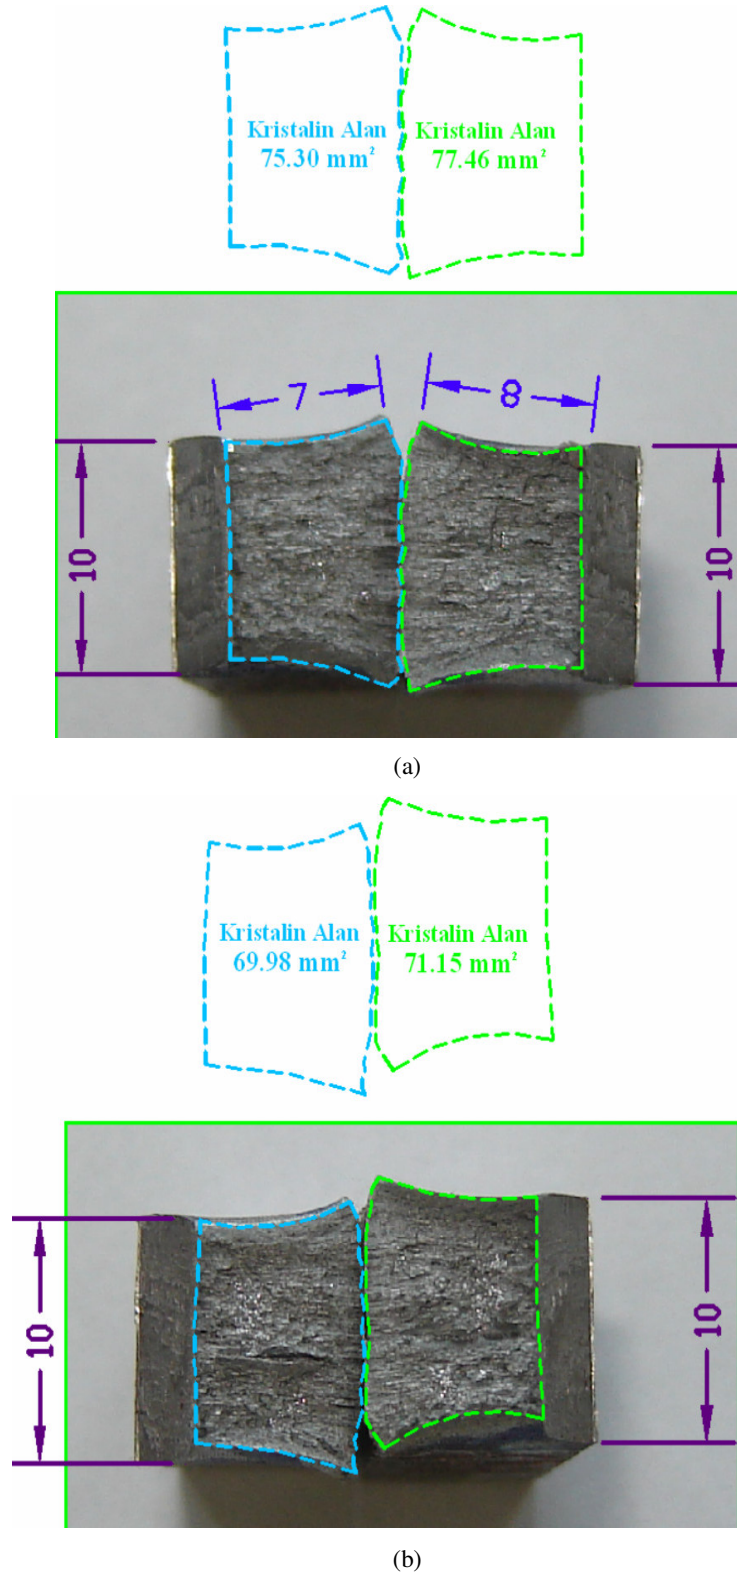 Kristalin Alan
75.30 mm²
Kristalin Alan
77.46 mm²
7
8
10
10
(a)
Kristalin Alan
69.98 mm²
Kristalin Alan
71.15 mm²
10
10
(b)